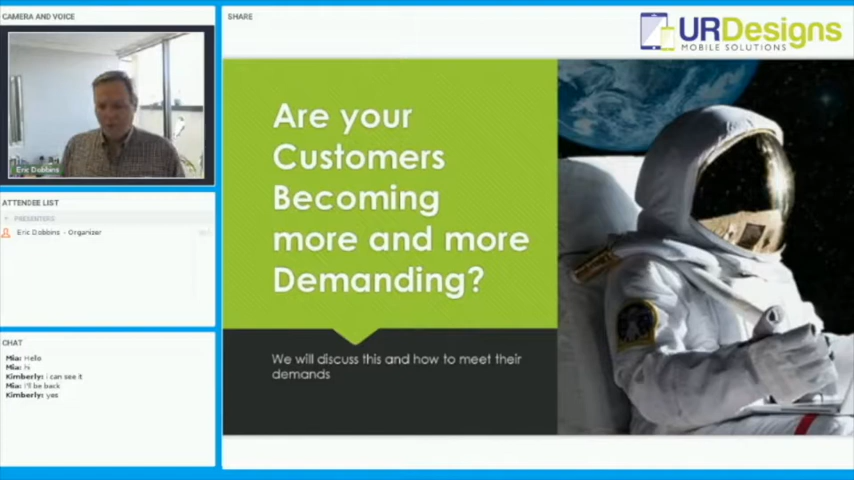 CAMERA AND VOICE
Eric Dobbins
ATTENDEE LIST
PRESENTERS
Eric Dobbins - Organizer
CHAT
Mia: Hello
Mia: hi
Kimberly: i can see it
Mia: I'll be back
Kimberly: yes
SHARE
URDesigns
MOBILE SOLUTIONS
Are your
Customers
Becoming
more and more
Demanding?
We will discuss this and how to meet their
demands